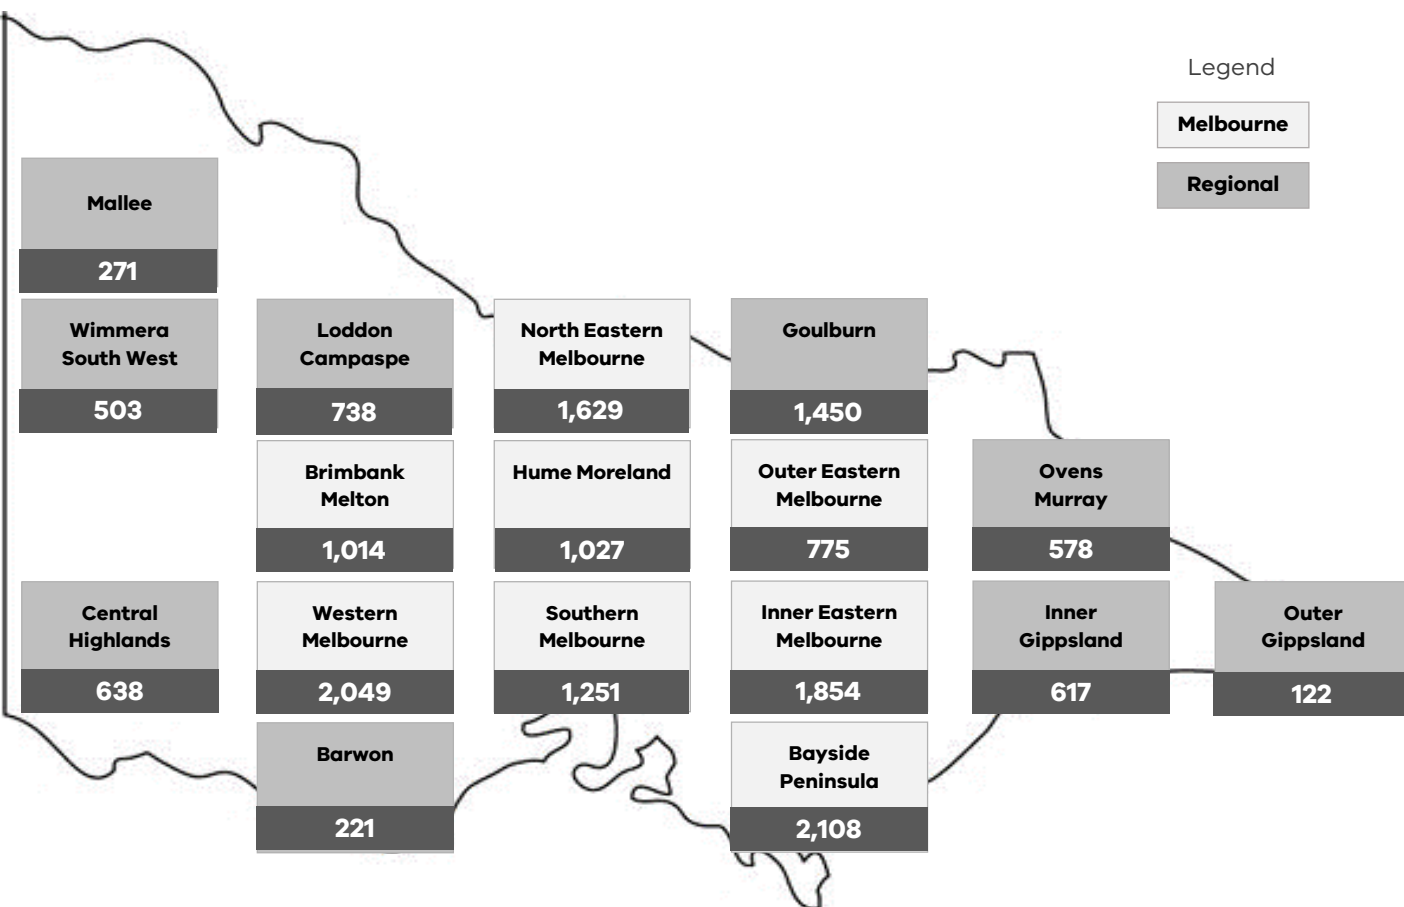 Legend
Melbourne
Regional
Mallee
271
Wimmera
South West
503
Loddon
Campaspe
738
North Eastern
Melbourne
1,629
Goulburn
1,450
Brimbank
Melton
1,014
Hume Moreland
1,027
Outer Eastern
Melbourne
775
Ovens
Murray
578
Central
Highlands
638
Western
Melbourne
2,049
Southern
Melbourne
1,251
Inner Eastern
Melbourne
1,854
Inner
Gippsland
617
Outer
Gippsland
122
Barwon
221
Bayside
Peninsula
2,108